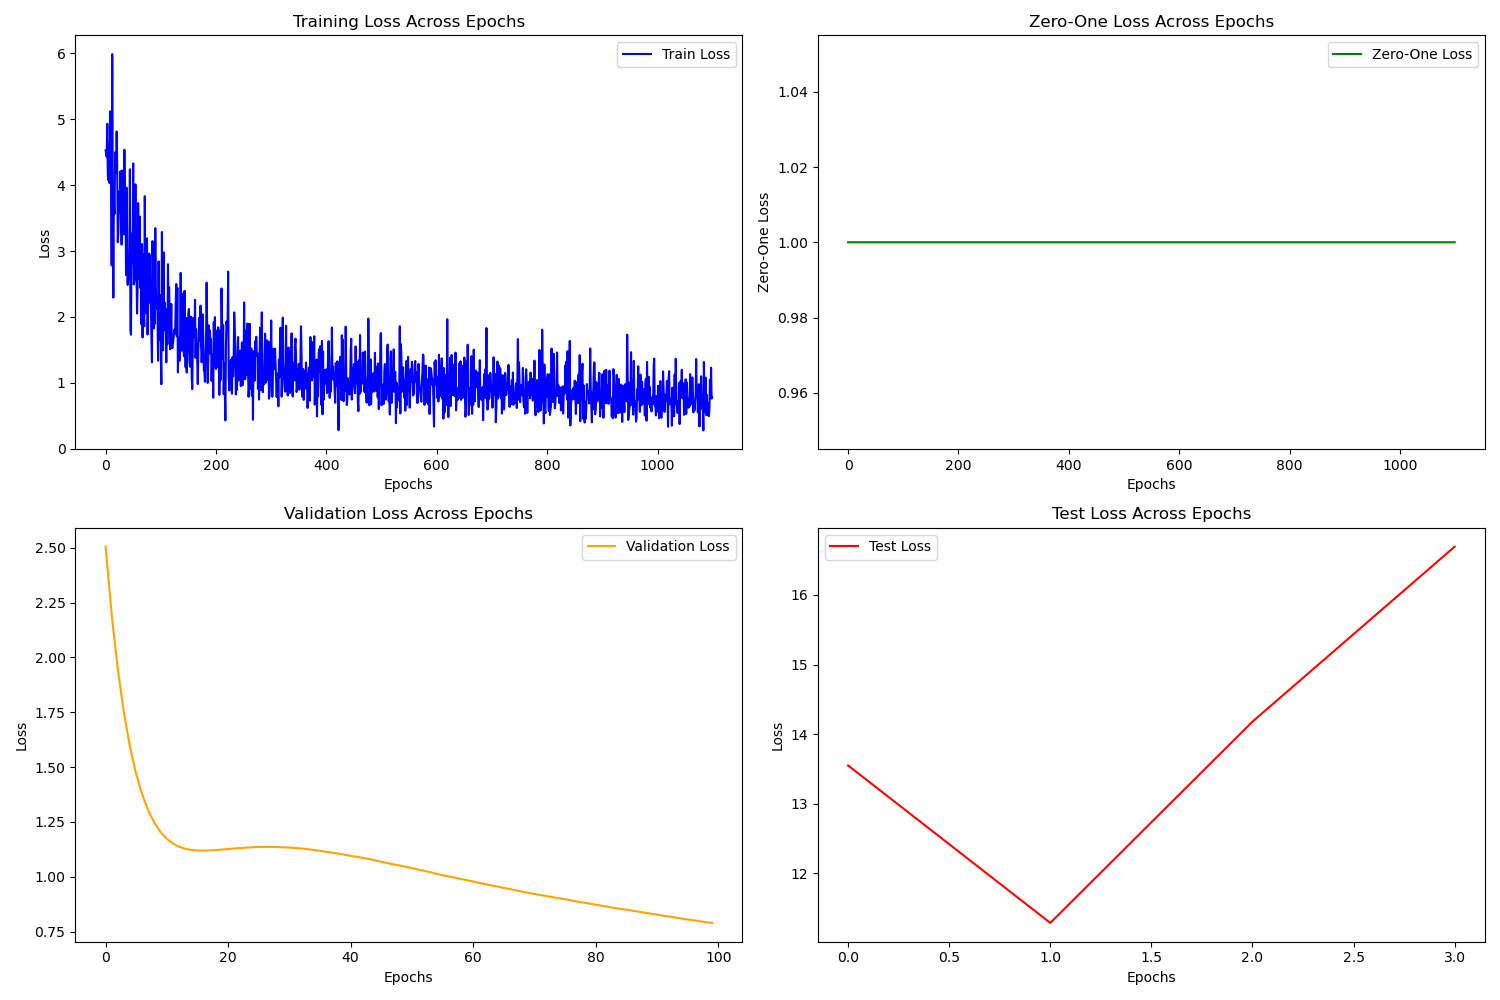 Training Loss Across Epochs
Train Loss
6
5
4
3
2
1
0
Loss
0 200 400 600 800 1000
Epochs
Zero-One Loss Across Epochs
Zero-One Loss
1.04
1.02
1.00
0.98
0.96
Zero-One Loss
0 200 400 600 800 1000
Epochs
Validation Loss Across Epochs
Validation Loss
2.50
2.25
2.00
1.75
1.50
1.25
1.00
0.75
Loss
0 20 40 60 80 100
Epochs
Test Loss Across Epochs
Test Loss
16
15
14
13
12
Loss
0.0 0.5 1.0 1.5 2.0 2.5 3.0
Epochs